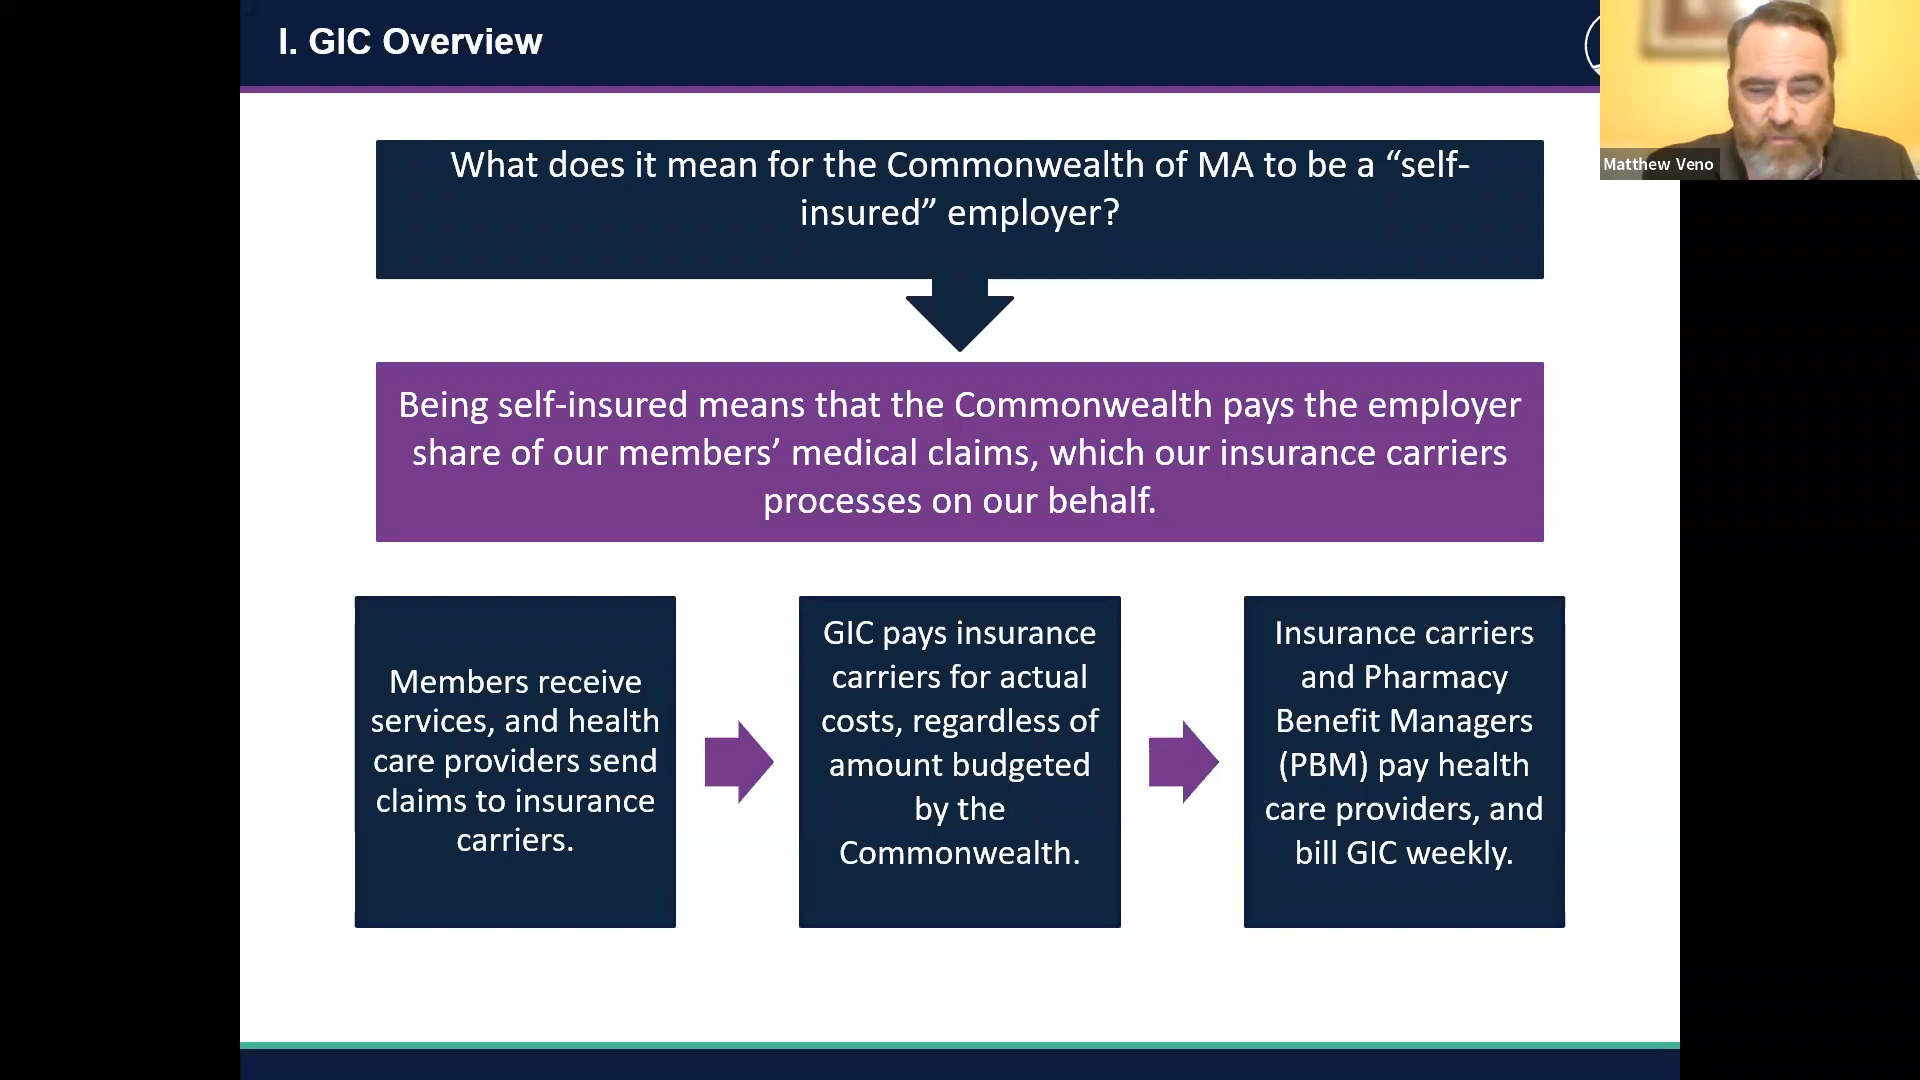 I. GIC Overview
Matthew Veno
What does it mean for the Commonwealth of MA to be a “self-
insured” employer?
Being self-insured means that the Commonwealth pays the employer
share of our members’ medical claims, which our insurance carriers
processes on our behalf.
Members receive
services, and health
care providers send
claims to insurance
carriers.
GIC pays insurance
carriers for actual
costs, regardless of
amount budgeted
by the
Commonwealth.
Insurance carriers
and Pharmacy
Benefit Managers
(PBM) pay health
care providers, and
bill GIC weekly.